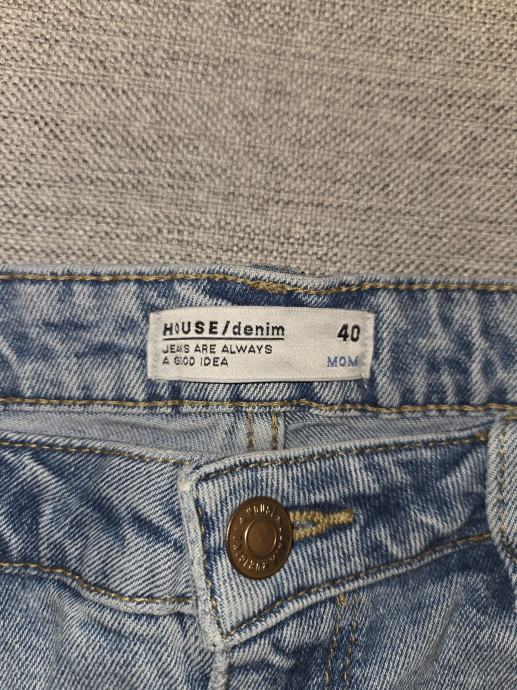 HOUSE/denim 40
JEANS ARE ALWAYS
A GOOD IDEA MOM